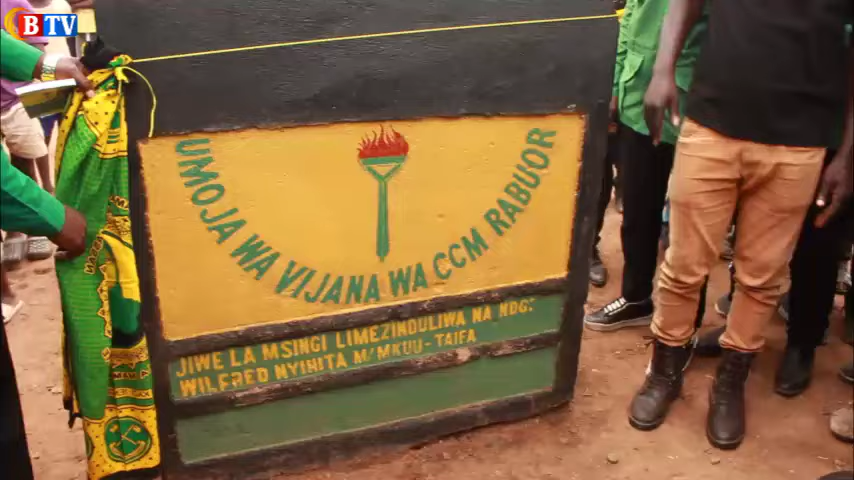 BTV
UMOJA WA VIJANA WA CCM RABUOR
JIWE LA MSINGI LIMEZINDULIWA NA NDG:
WILFRED NYIHITA M'MKUU-TAIFA